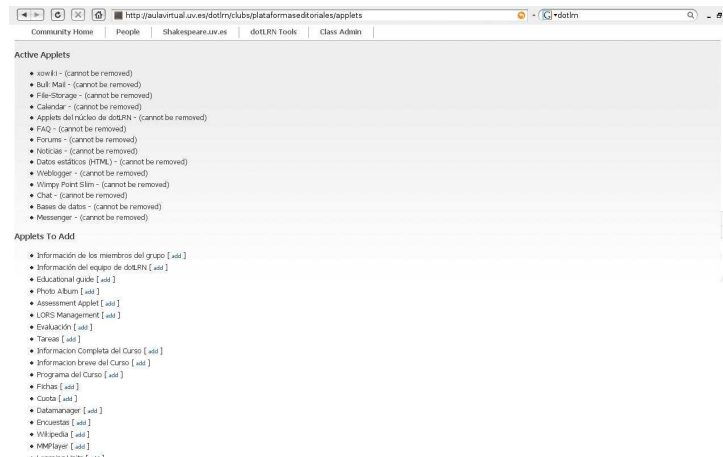 http://aulavirtual.uv.es/dotlrn/clubs/plataformaseditoriales/applets
dotlrn
Community Home People Shakespeare.uv.es dotLRN Tools Class Admin
Active Applets
xowiki - (cannot be removed)
Bulk Mail - (cannot be removed)
File-Storage - (cannot be removed)
Calendar - (cannot be removed)
Applets del núcleo de dotLRN - (cannot be removed)
FAQ - (cannot be removed)
Forums - (cannot be removed)
Noticias - (cannot be removed)
Datos estáticos (HTML) - (cannot be removed)
Weblogger - (cannot be removed)
Wimpy Point Slim - (cannot be removed)
Chat - (cannot be removed)
Bases de datos - (cannot be removed)
Messenger - (cannot be removed)
Applets To Add
Información de los miembros del grupo [ add ]
Información del equipo de dotLRN [ add ]
Educational guide [ add ]
Photo Album [ add ]
Assessment Applet [ add ]
LORS Management [ add ]
Evaluación [ add ]
Tareas [ add ]
Informacion Completa del Curso [ add ]
Informacion breve del Curso [ add ]
Programa del Curso [ add ]
Fichas [ add ]
Cuota [ add ]
Datamanager [ add ]
Encuestas [ add ]
Wikipedia [ add ]
MMPlayer [ add ]